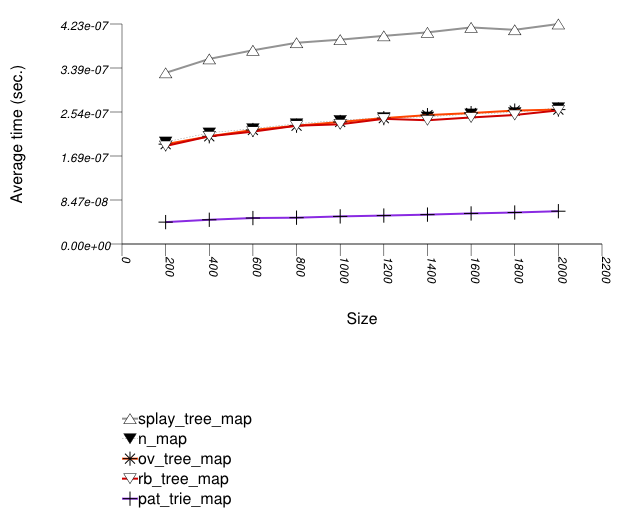 4.23e-07
3.39e-07
2.54e-07
1.69e-07
8.47e-08
0.00e+00
Average time (sec.)
0 200 400 600 800 1000 1200 1400 1600 1800 2000 2200
Size
splay_tree_map
n_map
ov_tree_map
rb_tree_map
pat_trie_map